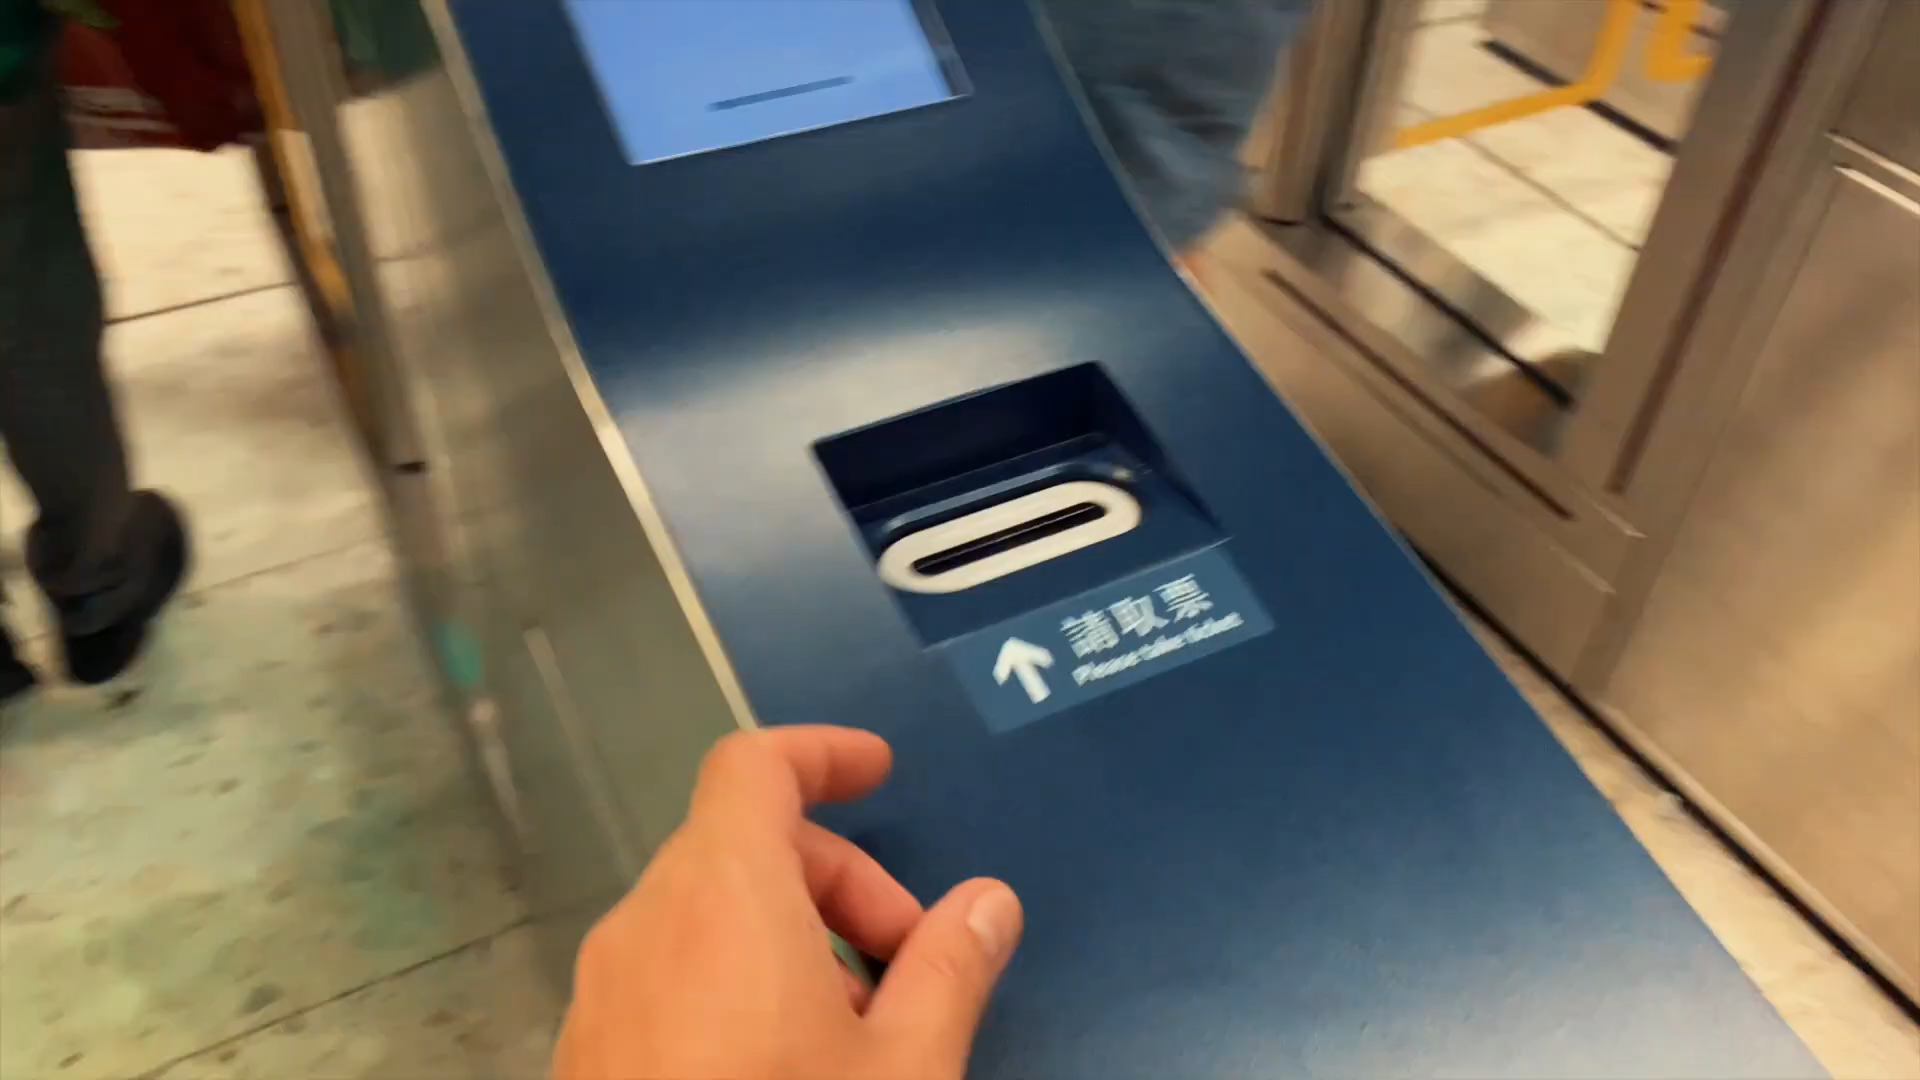 請取票
Please take ticket